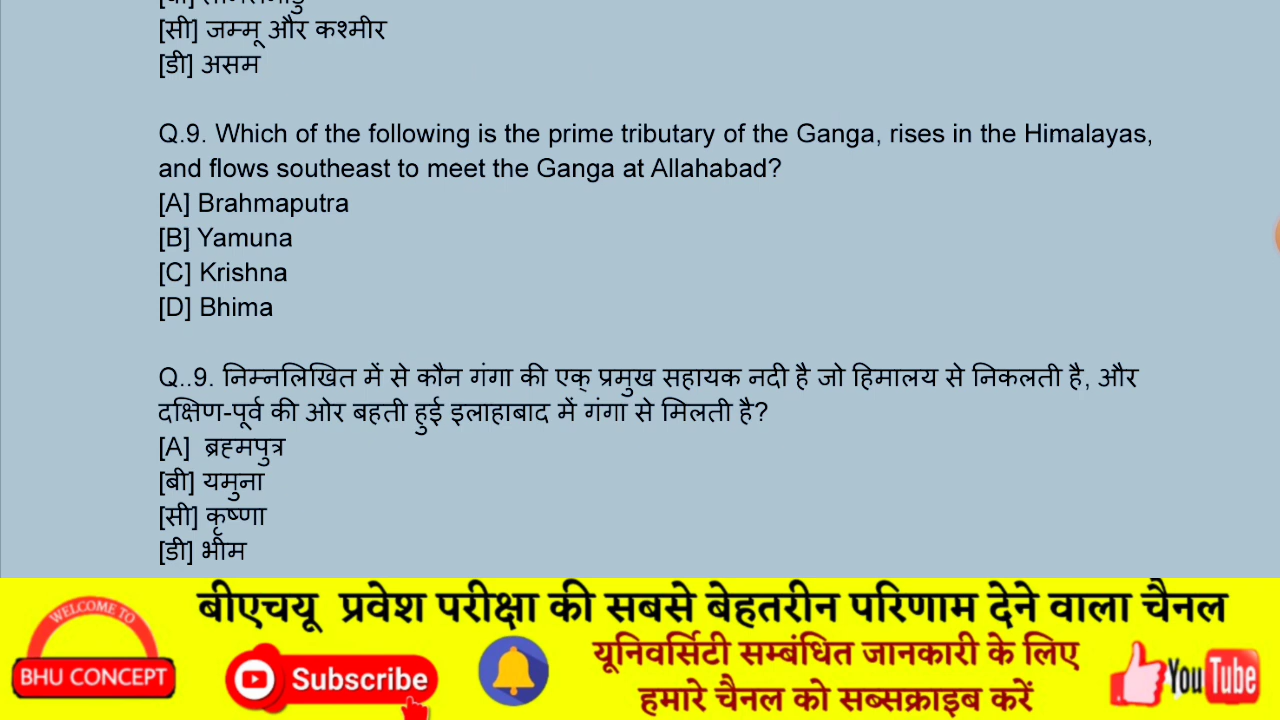 [सी] जम्मू और कश्मीर
[डी] असम
Q.9. Which of the following is the prime tributary of the Ganga, rises in the Himalayas,
and flows southeast to meet the Ganga at Allahabad?
[A] Brahmaputra
[B] Yamuna
[C] Krishna
[D] Bhima
Q..9. निम्नलिखित में से कौन गंगा की एक् प्रमुख सहायक नदी है जो हिमालय से निकलती है, और
दक्षिण-पूर्व की ओर बहती हुई इलाहाबाद में गंगा से मिलती है?
[A] ब्रह्मपुत्र
[बी] यमुना
[सी] कृष्णा
[डी] भीम
बीएचयू प्रवेश परीक्षा की सबसे बेहतरीन परिणाम देने वाला चैनल
WELCOME TO
BHU CONCEPT
Subscribe
यूनिवर्सिटी सम्बंधित जानकारी के लिए
हमारे चैनल को सब्सक्राइब करें
YouTube